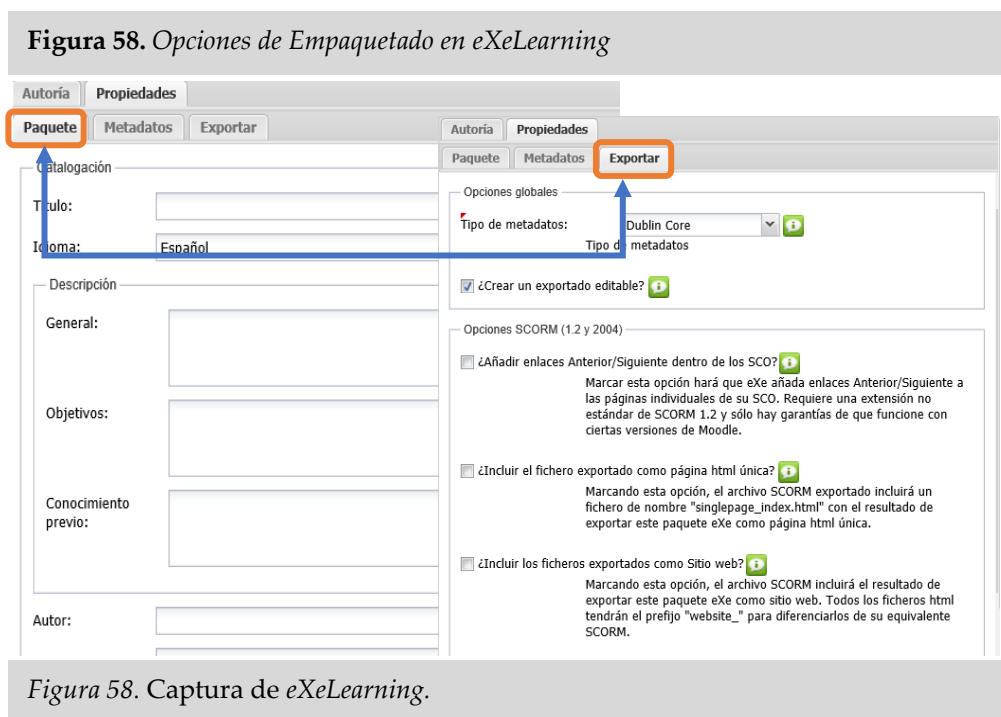 Figura 58. Opciones de Empaquetado en eXeLearning
Autoría Propiedades
Paquete Metadatos Exportar
Catalogación
Título:
Idioma: Español
Descripción
General:
Objetivos:
Conocimiento
previo:
Autor:
Autoría Propiedades
Paquete Metadatos Exportar
Opciones globales
Tipo de metadatos: Dublin Core
Tipo de metadatos
¿Crear un exportado editable?
Opciones SCORM (1.2 y 2004)
¿Añadir enlaces Anterior/Siguiente dentro de los SCO?
Marcar esta opción hará que eXe añada enlaces Anterior/Siguiente a
las páginas individuales de su SCO. Requiere una extensión no
estándar de SCORM 1.2 y sólo hay garantías de que funcione con
ciertas versiones de Moodle.
¿Incluir el fichero exportado como página html única?
Marcando esta opción, el archivo SCORM exportado incluirá un
fichero de nombre "singlepage_index.html" con el resultado de
exportar este paquete eXe como página html única.
¿Incluir los ficheros exportados como Sitio web?
Marcando esta opción, el archivo SCORM incluirá el resultado de
exportar este paquete eXe como sitio web. Todos los ficheros html
tendrán el prefijo "website_" para diferenciarlos de su equivalente
SCORM.
Figura 58. Captura de eXeLearning.